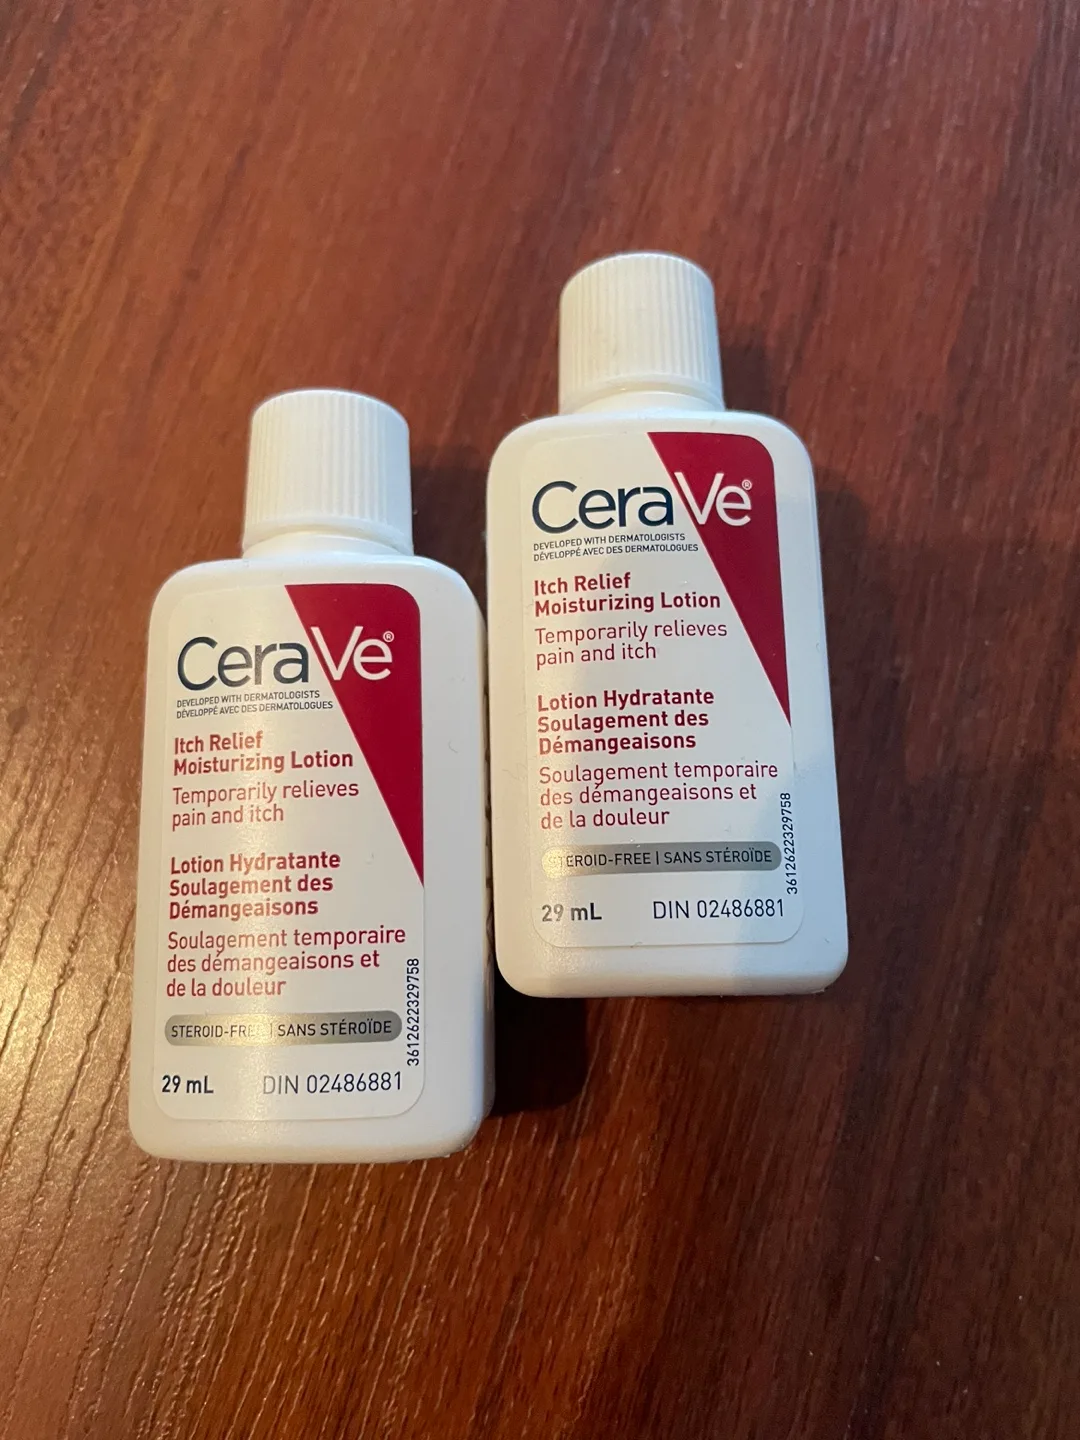 CeraVe®
DEVELOPED WITH DERMATOLOGISTS
DÉVELOPPÉ AVEC DES DERMATOLOGUES
Itch Relief
Moisturizing Lotion
Temporarily relieves
pain and itch
Lotion Hydratante
Soulagement des
Démangeaisons
Soulagement temporaire
des démangeaisons et
de la douleur
STEROID-FREE | SANS STÉROÏDE
29 mL DIN 02486881
3612622329758
CeraVe®
DEVELOPED WITH DERMATOLOGISTS
DÉVELOPPÉ AVEC DES DERMATOLOGUES
Itch Relief
Moisturizing Lotion
Temporarily relieves
pain and itch
Lotion Hydratante
Soulagement des
Démangeaisons
Soulagement temporaire
des démangeaisons et
de la douleur
STEROID-FREE | SANS STÉROÏDE
29 mL DIN 02486881
3612622329758